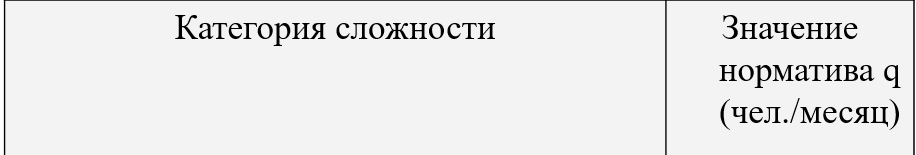 Категория сложности
Значение
норматива q
(чел./месяц)